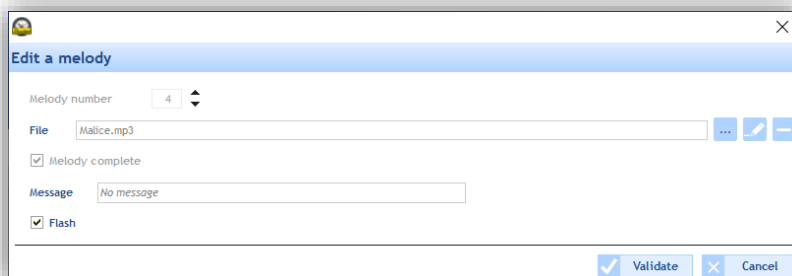 Edit a melody
Melody number 4
File Malice.mp3 ...
Melody complete
Message No message
Flash
Validate Cancel